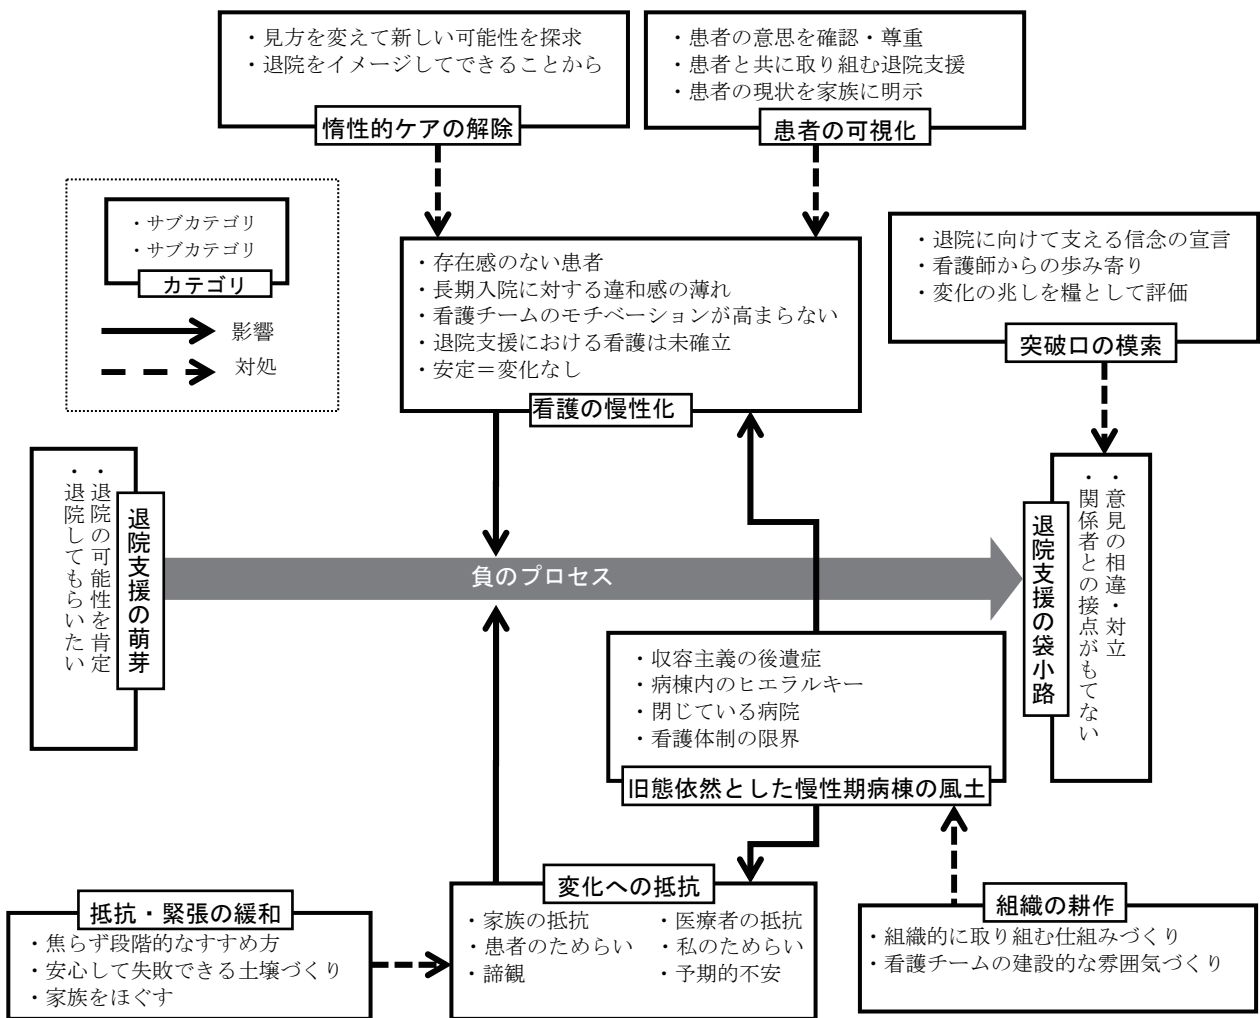 ・見方を変えて新しい可能性を探求
・退院をイメージしてできることから
惰性的ケアの解除
・患者の意思を確認・尊重
・患者と共に取り組む退院支援
・患者の現状を家族に明示
患者の可視化
・サブカテゴリ
・サブカテゴリ
カテゴリ
影響
対処
・存在感のない患者
・長期入院に対する違和感の薄れ
・看護チームのモチベーションが高まらない
・退院支援における看護は未確立
・安定＝変化なし
看護の慢性化
・退院に向けて支える信念の宣言
・看護師からの歩み寄り
・変化の兆しを糧として評価
突破口の模索
・退院の可能性を肯定
・退院してもらいたい
退院支援の萌芽
負のプロセス
・意見の相違・対立
・関係者との接点がもてない
退院支援の袋小路
・収容主義の後遺症
・病棟内のヒエラルキー
・閉じている病院
・看護体制の限界
旧態依然とした慢性期病棟の風土
変化への抵抗
・家族の抵抗
・患者のためらい
・諦観
・医療者の抵抗
・私のためらい
・予期的不安
抵抗・緊張の緩和
・焦らず段階的なすすめ方
・安心して失敗できる土壌づくり
・家族をほぐす
組織の耕作
・組織的に取り組む仕組みづくり
・看護チームの建設的な雰囲気づくり